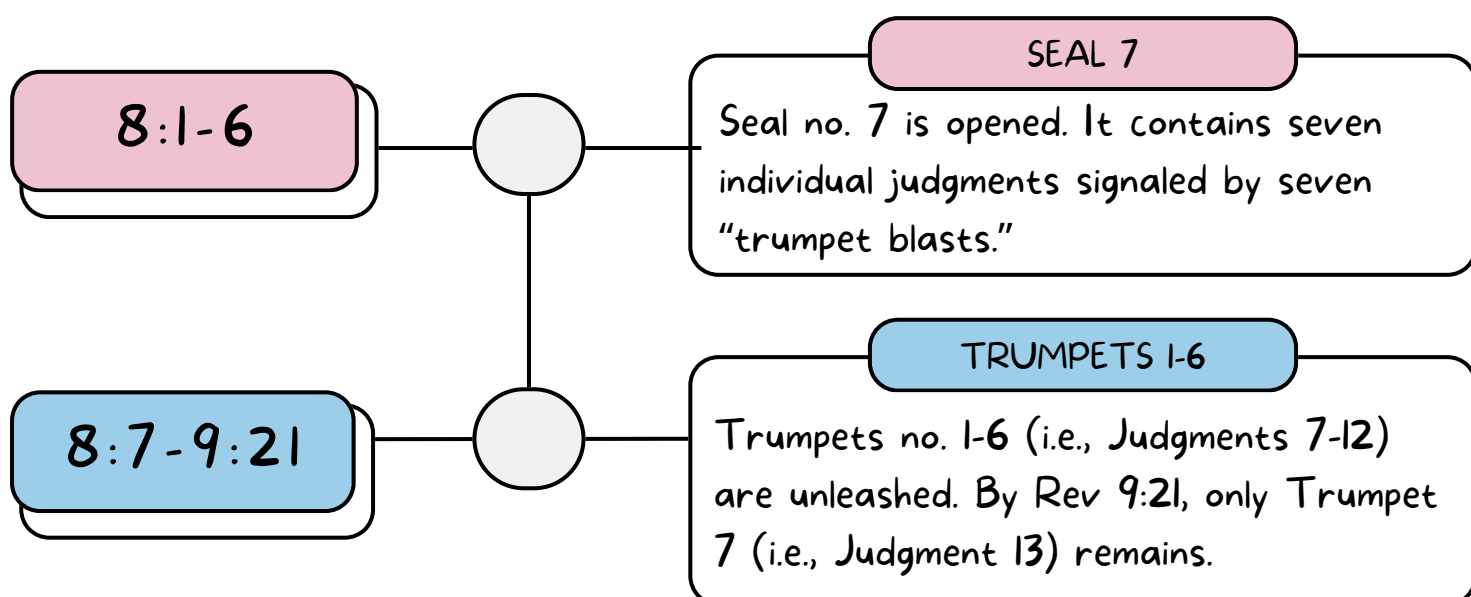 8:1-6
SEAL 7
Seal no. 7 is opened. It contains seven
individual judgments signaled by seven
“trumpet blasts.”
8:7-9:21
TRUMPETS 1-6
Trumpets no. 1-6 (i.e., Judgments 7-12)
are unleashed. By Rev 9:21, only Trumpet
7 (i.e., Judgment 13) remains.